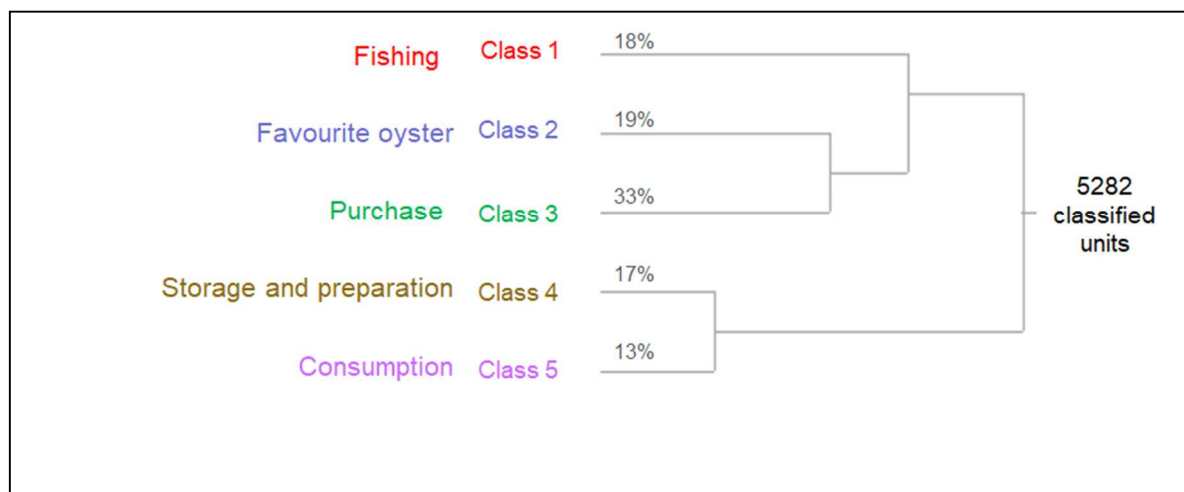 Fishing Class 1 18%
Favourite oyster Class 2 19%
Purchase Class 3 33%
Storage and preparation Class 4 17%
Consumption Class 5 13%
5282
classified
units